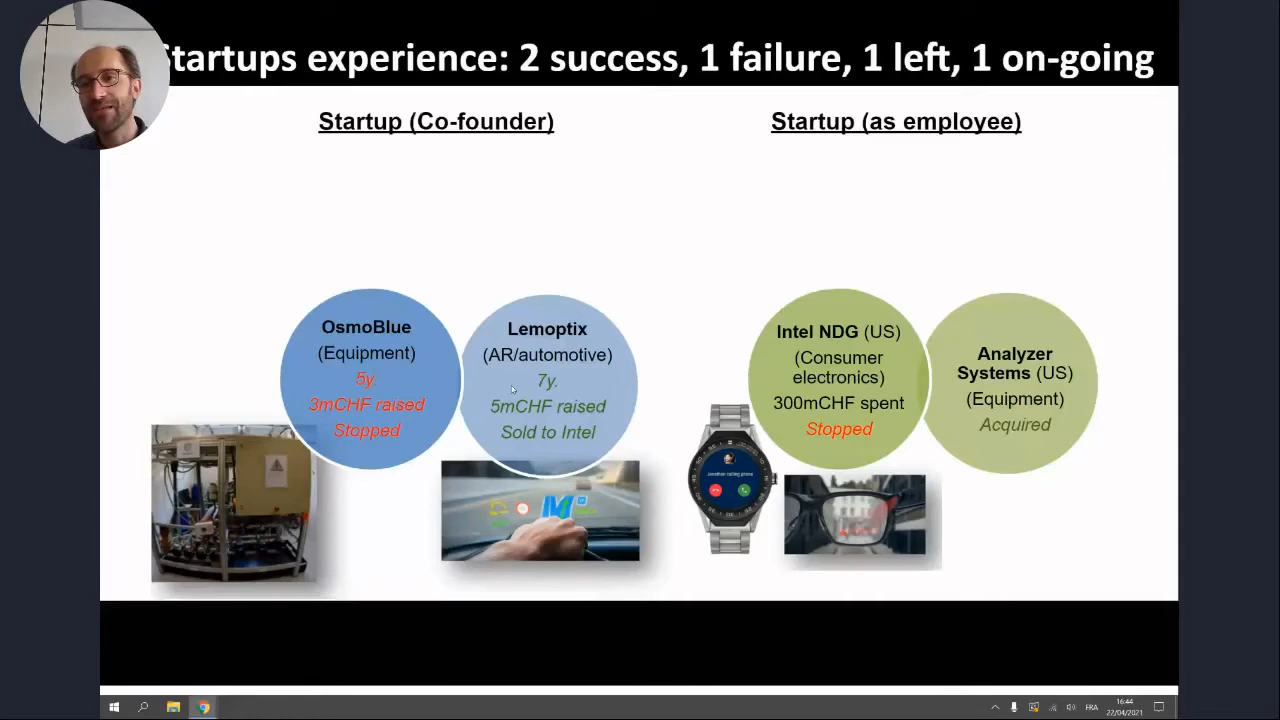 tartups experience: 2 success, 1 failure, 1 left, 1 on-going
Startup (Co-founder)
Startup (as employee)
OsmoBlue
(Equipment)
5y.
3mCHF raised
Stopped
Lemoptix
(AR/automotive)
7y.
5mCHF raised
Sold to Intel
Intel NDG (US)
(Consumer
electronics)
300mCHF spent
Stopped
Analyzer
Systems (US)
(Equipment)
Acquired
FRA
16:44
22/04/2021